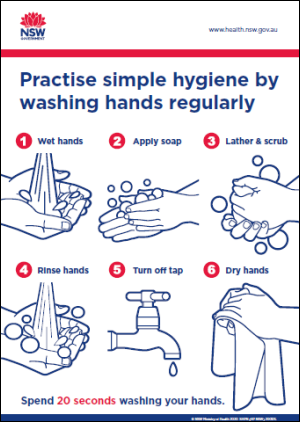 NSW
GOVERNMENT
www.health.nsw.gov.au
Practise simple hygiene by
washing hands regularly
1 Wet hands
2 Apply soap
3 Lather & scrub
4 Rinse hands
5 Turn off tap
6 Dry hands
Spend 20 seconds washing your hands.